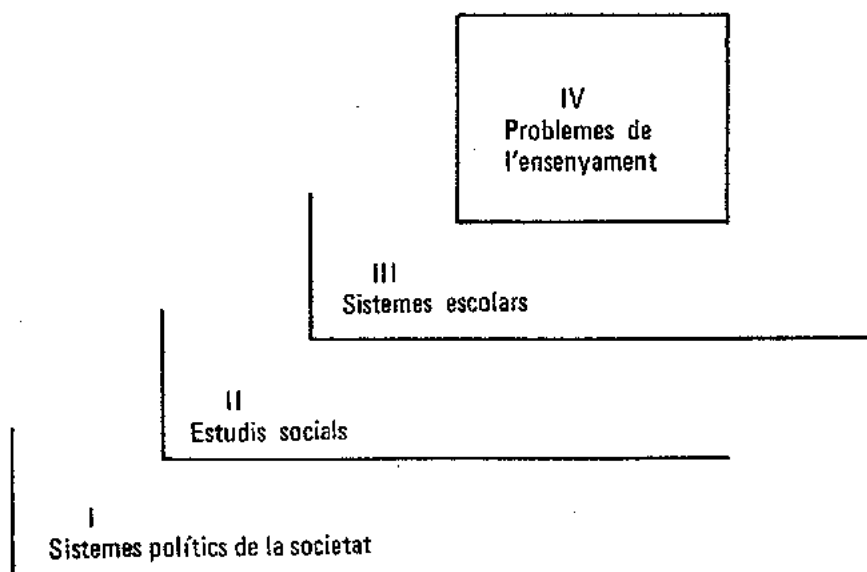 IV
Problemes de
l'ensenyament
III
Sistemes escolars
II
Estudis socials
I
Sistemes polítics de la societat